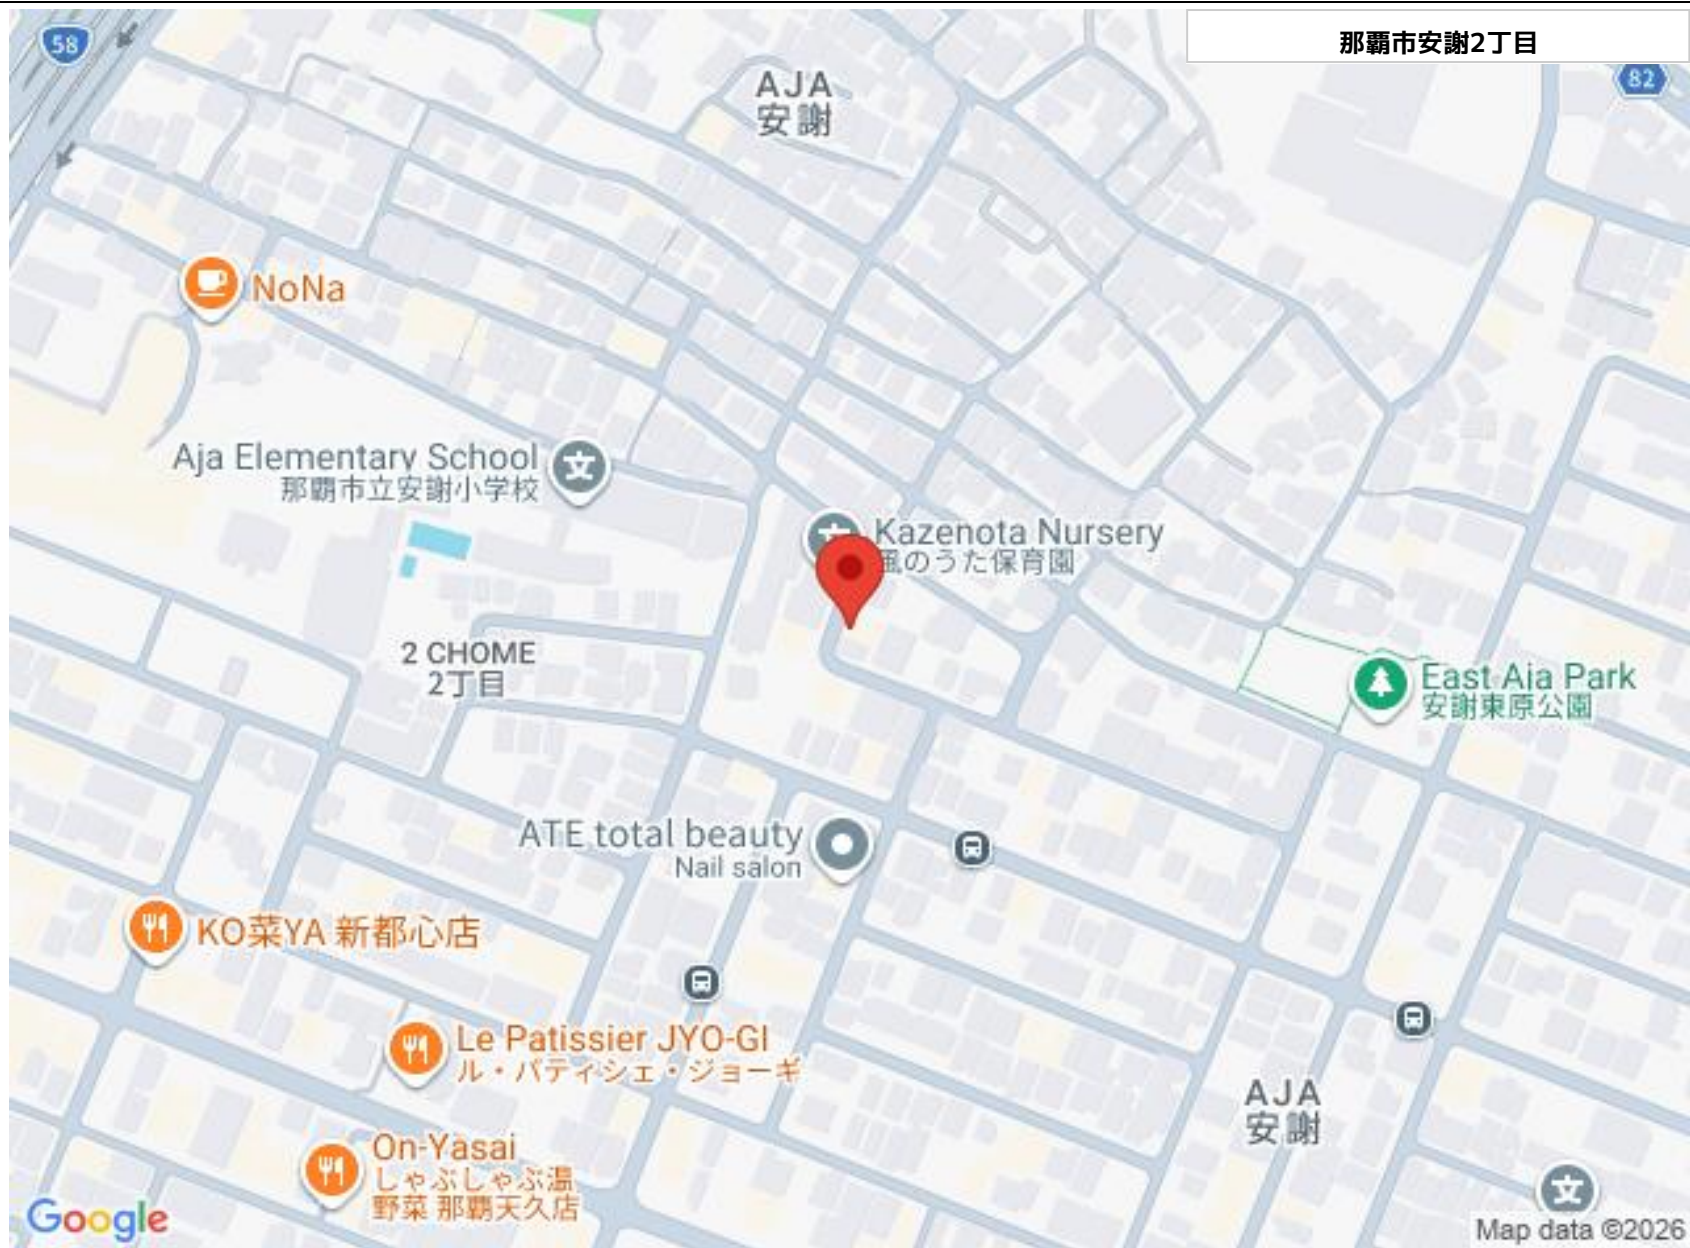 58
那覇市安謝2丁目
82
AJA
安謝
NoNa
Aja Elementary School
那覇市立安謝小学校
Kazenota Nursery
風のうた保育園
2 CHOME
2丁目
East Aja Park
安謝東原公園
ATE total beauty
Nail salon
KO菜YA 新都心店
Le Patissier JYO-GI
ル・パティシェ・ジョーギ
AJA
安謝
On-Yasai
しゃぶしゃぶ温
野菜 那覇天久店
Google
Map data ©2026